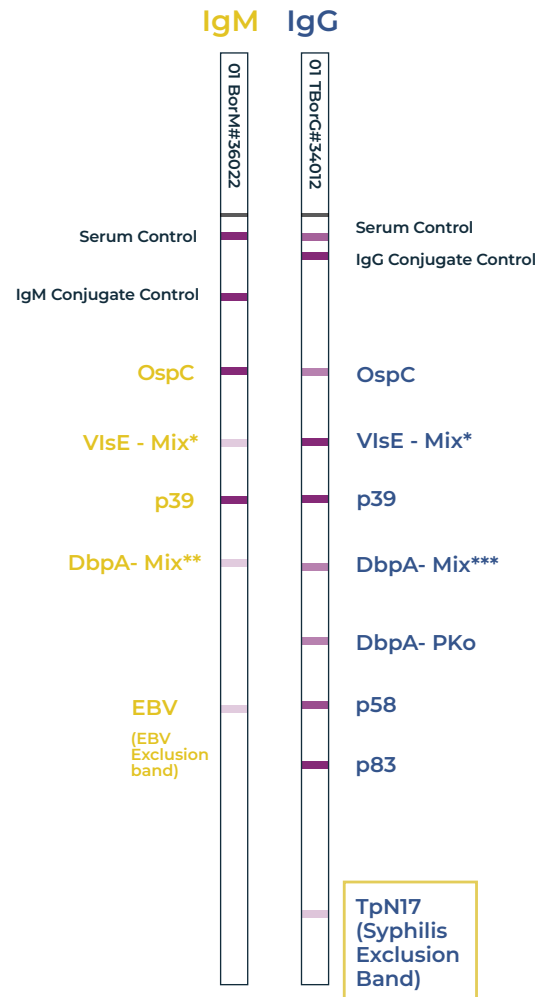 IgM IgG
01 BorM#36022
01 TBorG#34012
Serum Control
Serum Control
IgG Conjugate Control
IgM Conjugate Control
OspC
OspC
VlsE - Mix*
VlsE - Mix*
p39
p39
DbpA- Mix**
DbpA- Mix***
DbpA- PKo
EBV
p58
(EBV
Exclusion
band)
p83
TpN17
(Syphilis
Exclusion
Band)